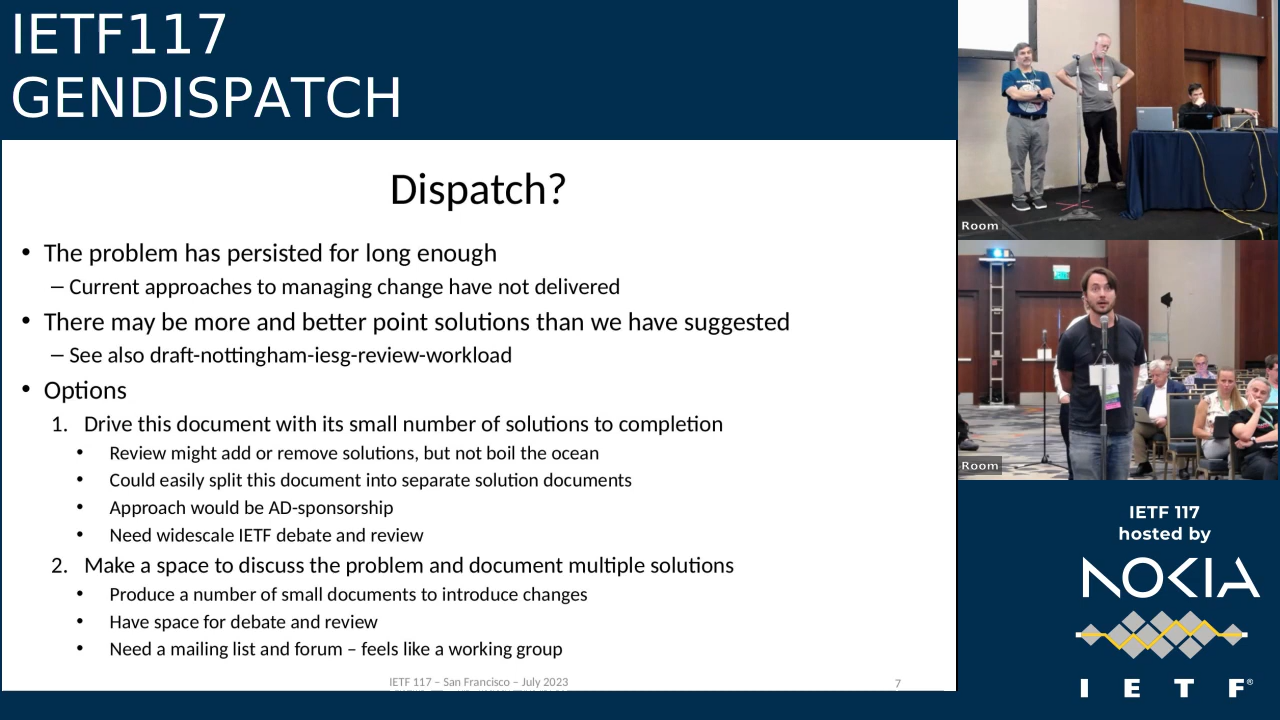 IETF117
GENDISPATCH
Dispatch?
• The problem has persisted for long enough
– Current approaches to managing change have not delivered
• There may be more and better point solutions than we have suggested
– See also draft-nottingham-iesg-review-workload
• Options
1. Drive this document with its small number of solutions to completion
• Review might add or remove solutions, but not boil the ocean
• Could easily split this document into separate solution documents
• Approach would be AD-sponsorship
• Need widescale IETF debate and review
2. Make a space to discuss the problem and document multiple solutions
• Produce a number of small documents to introduce changes
• Have space for debate and review
• Need a mailing list and forum – feels like a working group
IETF 117 – San Francisco – July 2023
7
Room
Room
IETF 117
hosted by
NOKIA
I E T F®